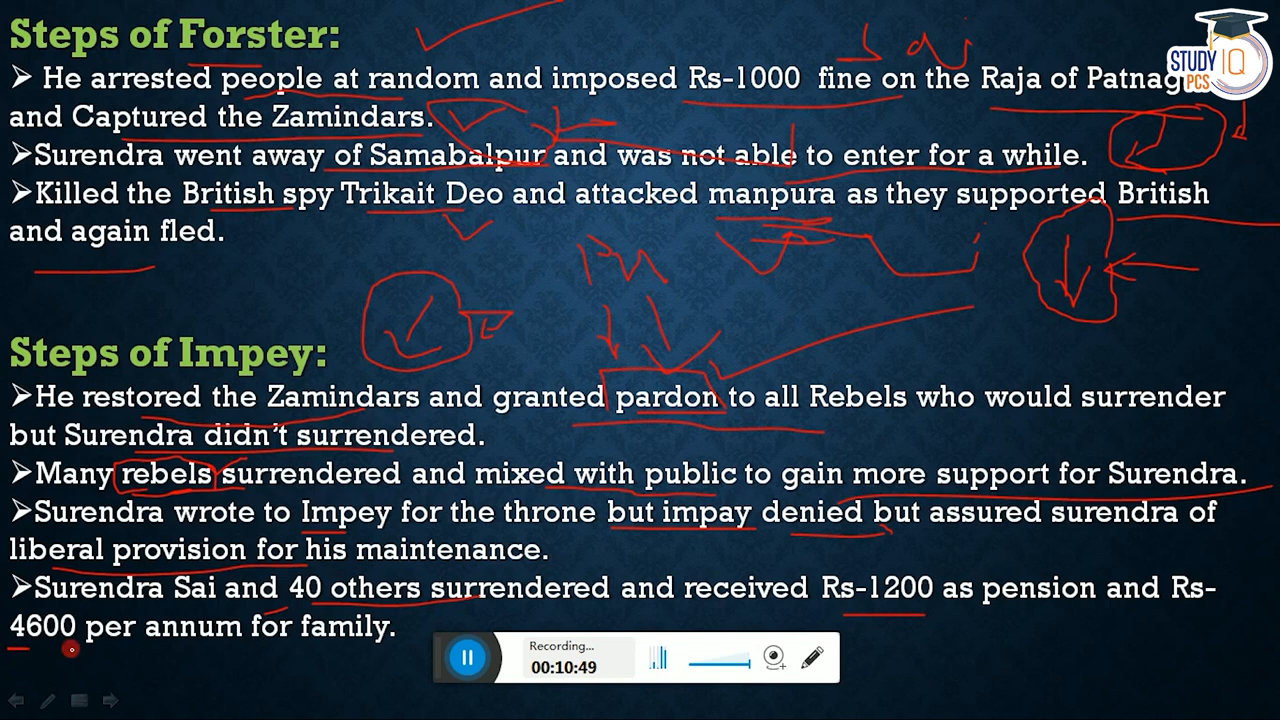 Steps of Forster:
➤ He arrested people at random and imposed Rs-1000 fine on the Raja of Patnag
and Captured the Zamindars.
➤Surendra went away of Samabalpur and was not able to enter for a while.
➤Killed the British spy Trikait Deo and attacked manpura as they supported British
and again fled.
Steps of Impey:
➤He restored the Zamindars and granted pardon to all Rebels who would surrender
but Surendra didn't surrendered.
➤Many rebels surrendered and mixed with public to gain more support for Surendra.
➤Surendra wrote to Impey for the throne but impay denied but assured surendra of
liberal provision for his maintenance.
➤Surendra Sai and 40 others surrendered and received Rs-1200 as pension and Rs-
4600 per annum for family.
STUDY IQ
PCS
Recording...
00:10:49